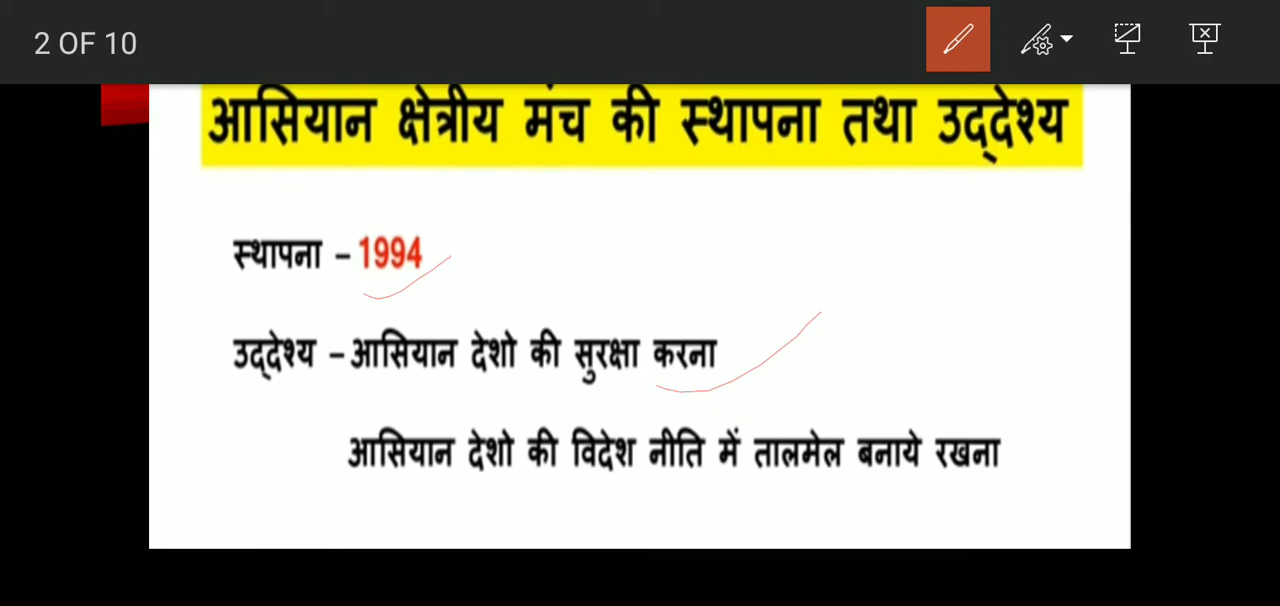 2 OF 10
आसियान क्षेत्रीय मंच की स्थापना तथा उद्देश्य
स्थापना – 1994
उद्देश्य – आसियान देशो की सुरक्षा करना
आसियान देशो की विदेश नीति में तालमेल बनाये रखना